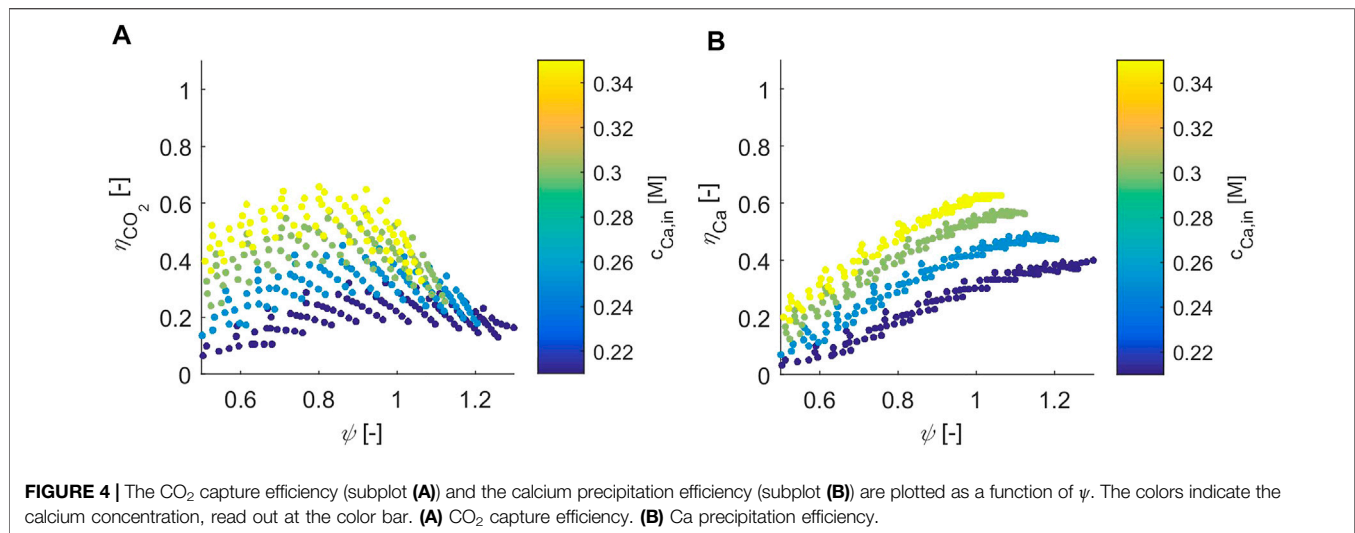 A
B
1
0.8
0.6
0.4
0.2
0
η_CO₂ [-]
0.6 0.8 1 1.2
ψ [-]
0.34
0.32
0.3
0.28
0.26
0.24
0.22
c_Ca,in [M]
1
0.8
0.6
0.4
0.2
0
η_Ca [-]
0.6 0.8 1 1.2
ψ [-]
0.34
0.32
0.3
0.28
0.26
0.24
0.22
c_Ca,in [M]
FIGURE 4 | The CO₂ capture efficiency (subplot (A)) and the calcium precipitation efficiency (subplot (B)) are plotted as a function of ψ. The colors indicate the
calcium concentration, read out at the color bar. (A) CO₂ capture efficiency. (B) Ca precipitation efficiency.